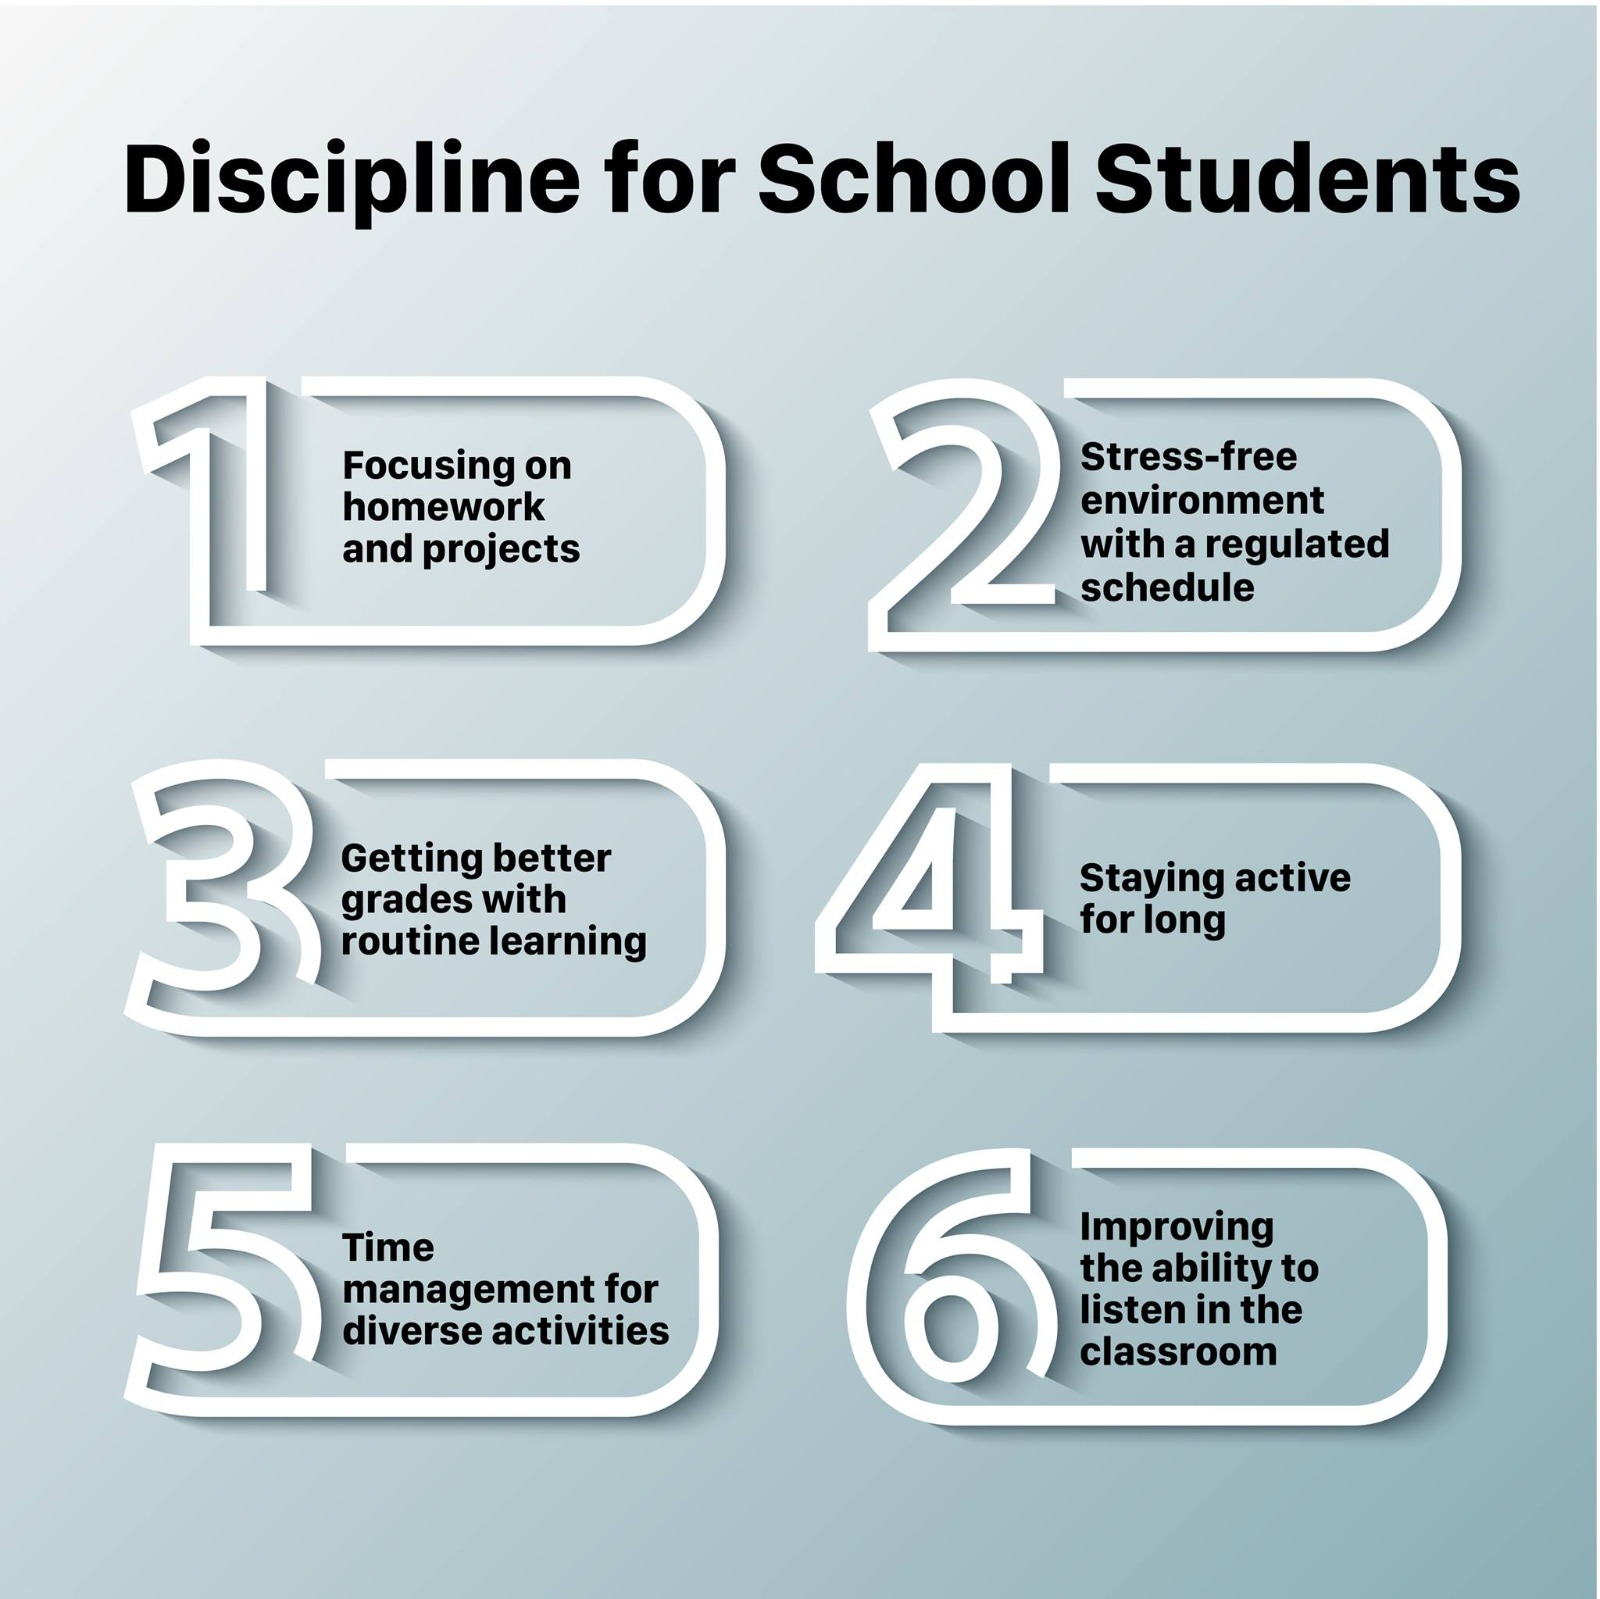 Discipline for School Students
1
Focusing on
homework
and projects
2
Stress-free
environment
with a regulated
schedule
3
Getting better
grades with
routine learning
4
Staying active
for long
5
Time
management for
diverse activities
6
Improving
the ability to
listen in the
classroom